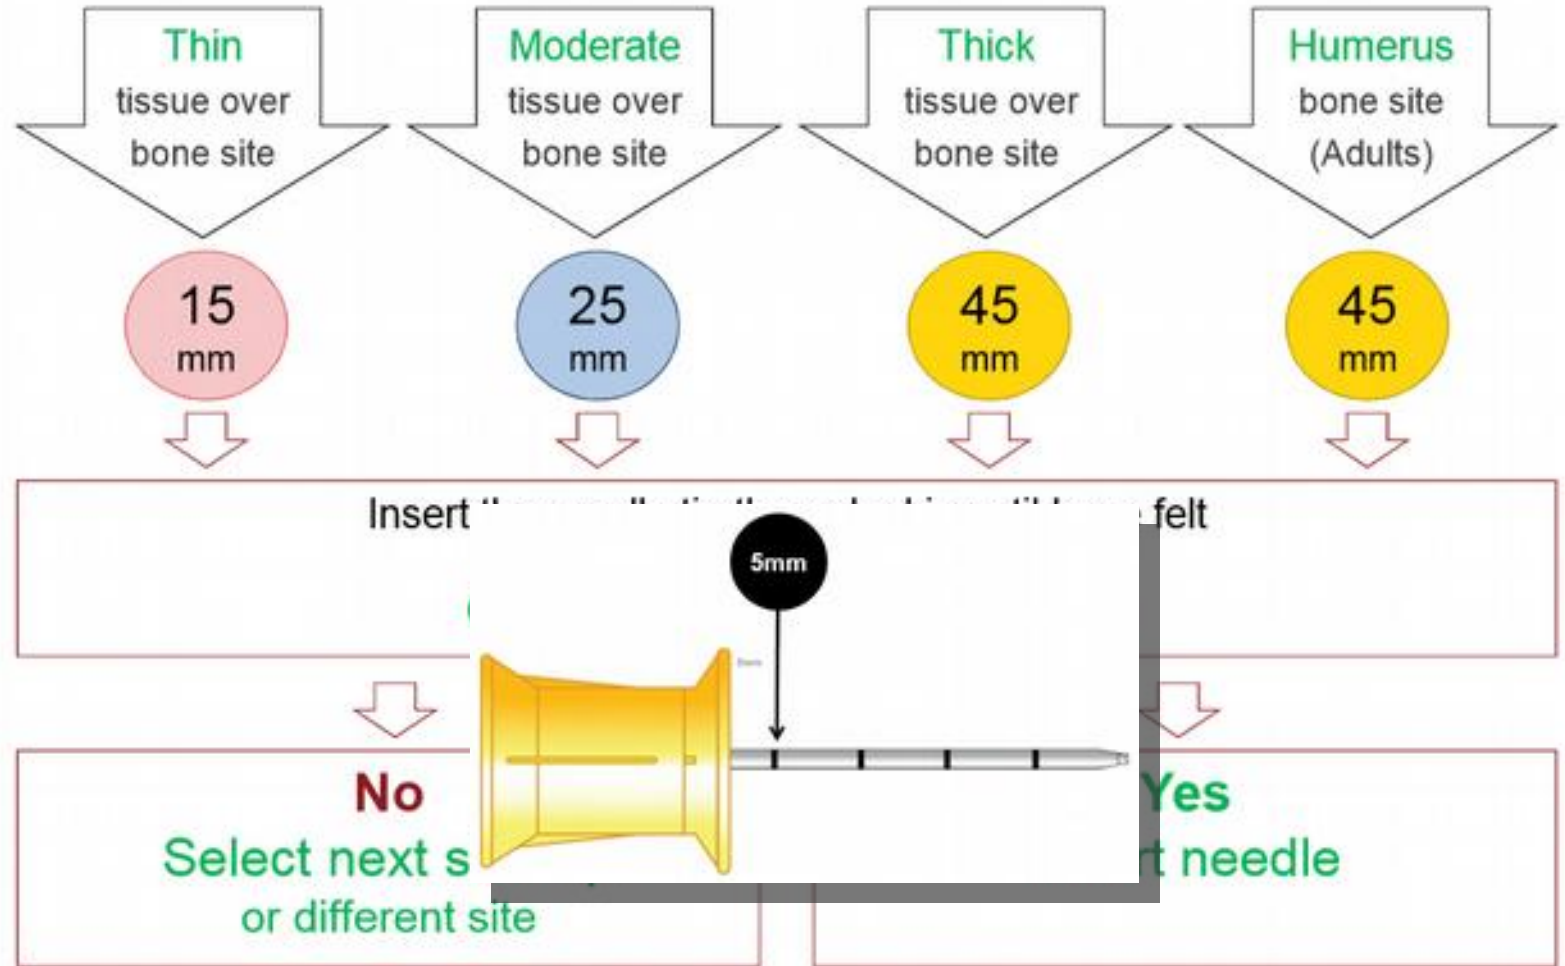 Thin
tissue over
bone site
Moderate
tissue over
bone site
Thick
tissue over
bone site
Humerus
bone site
(Adults)
15
mm
25
mm
45
mm
45
mm
Insert felt
5mm
5mm
No
Select next
or different site
Yes
needle